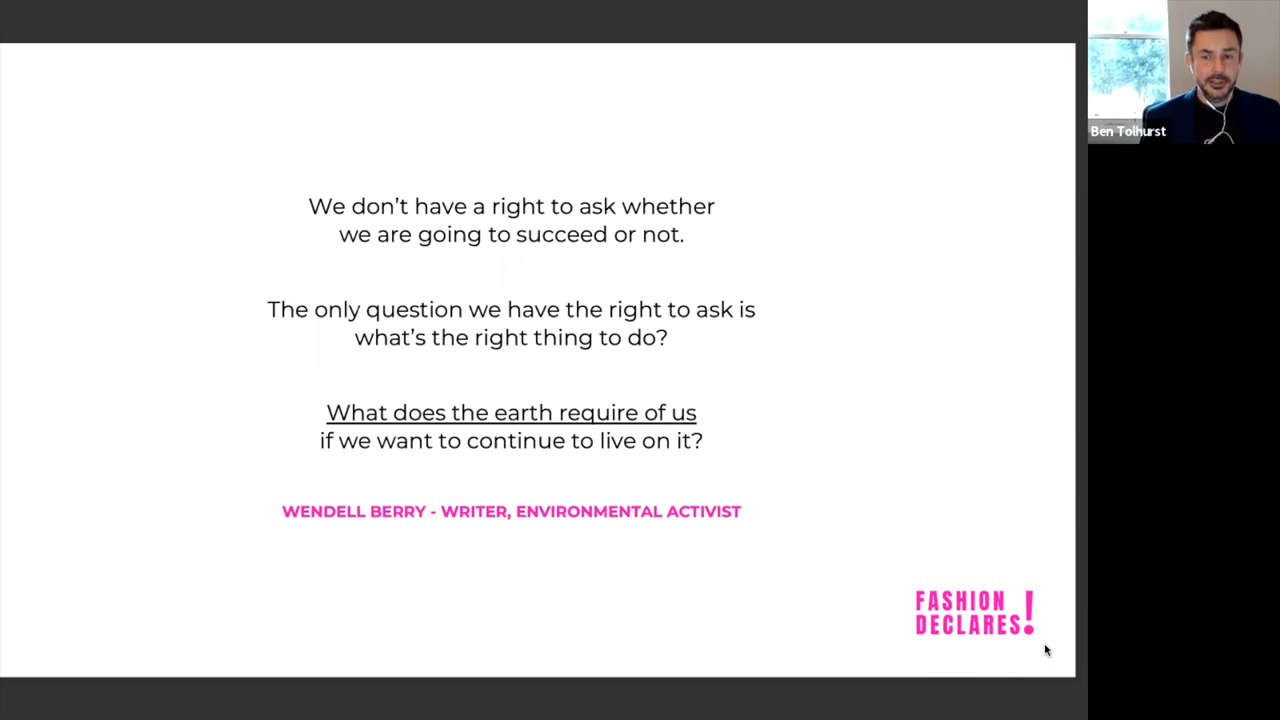 We don’t have a right to ask whether
we are going to succeed or not.
The only question we have the right to ask is
what’s the right thing to do?
What does the earth require of us
if we want to continue to live on it?
WENDELL BERRY - WRITER, ENVIRONMENTAL ACTIVIST
FASHION
DECLARES!
Ben Tolhurst